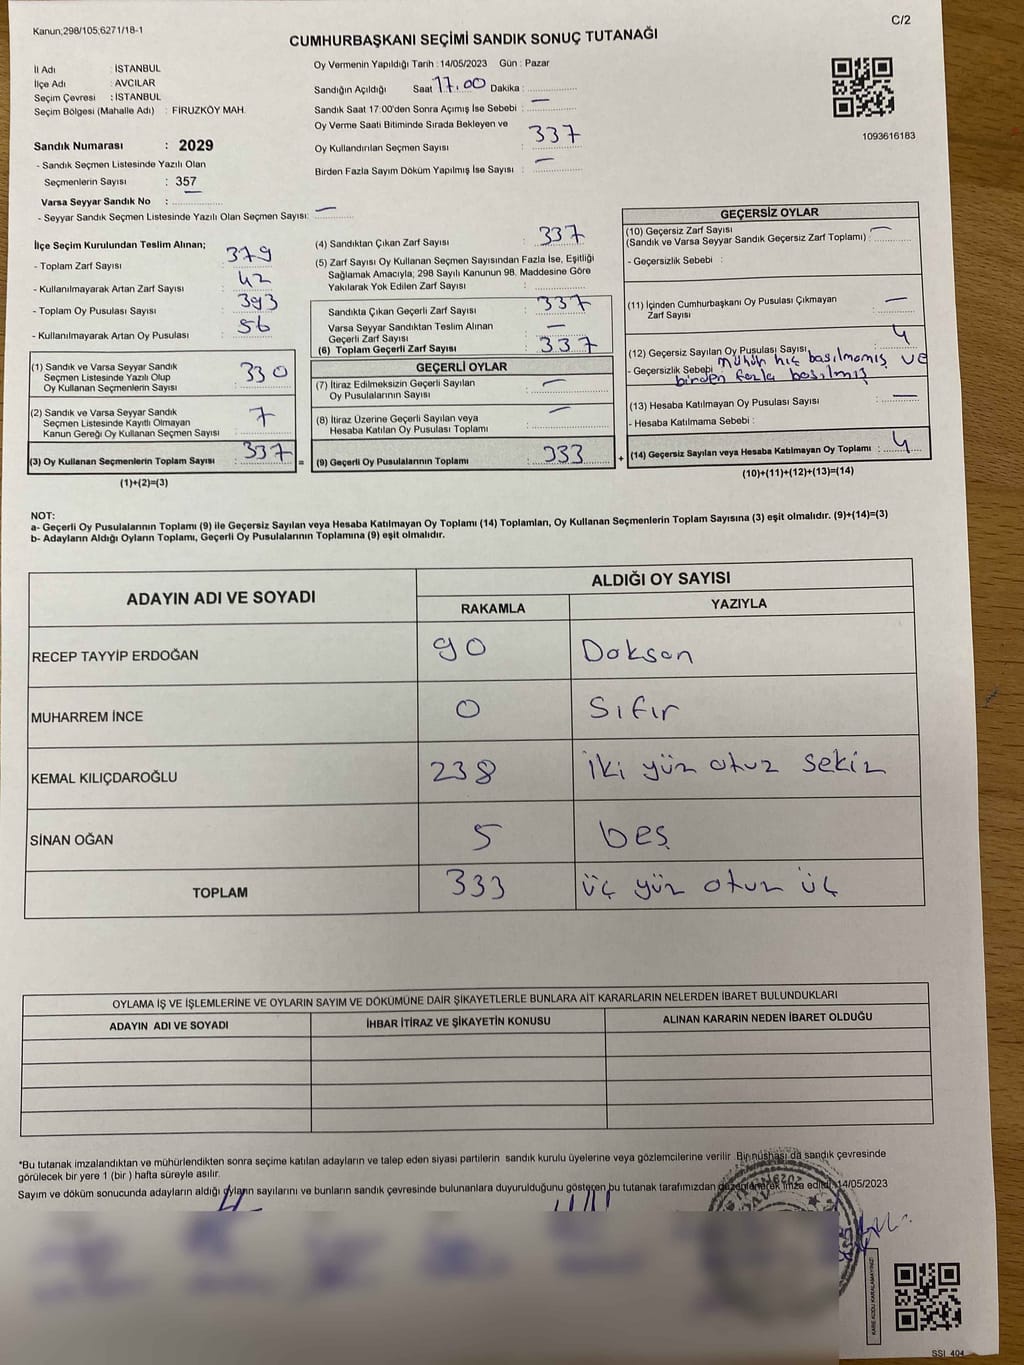 Kanun;298/105;6271/18-1
C/2
CUMHURBAŞKANI SEÇİMİ SANDIK SONUÇ TUTANAĞI
İl Adı : İSTANBUL
İlçe Adı : AVCILAR
Seçim Çevresi : İSTANBUL
Seçim Bölgesi (Mahalle Adı) : FİRUZKÖY MAH.
Oy Vermenin Yapıldığı Tarih : 14/05/2023 Gün : Pazar
Sandığın Açıldığı Saat 17.00 Dakika :
Sandık Saat 17:00'den Sonra Açımış İse Sebebi : —
Oy Verme Saati Bitiminde Sırada Bekleyen ve
Oy Kullandırılan Seçmen Sayısı : 337
Birden Fazla Sayım Döküm Yapılmış İse Sayısı : —
1093616183
Sandık Numarası : 2029
- Sandık Seçmen Listesinde Yazılı Olan
Seçmenlerin Sayısı : 357
Varsa Seyyar Sandık No : —
- Seyyar Sandık Seçmen Listesinde Yazılı Olan Seçmen Sayısı: —
İlçe Seçim Kurulundan Teslim Alınan;
- Toplam Zarf Sayısı : 379
- Kullanılmayarak Artan Zarf Sayısı : 42
- Toplam Oy Pusulası Sayısı : 393
- Kullanılmayarak Artan Oy Pusulası : 56
(1) Sandık ve Varsa Seyyar Sandık
Seçmen Listesinde Yazılı Olup
Oy Kullanan Seçmenlerin Sayısı : 330
(2) Sandık ve Varsa Seyyar Sandık
Seçmen Listesinde Kayıtlı Olmayan
Kanun Gereği Oy Kullanan Seçmen Sayısı : 7
(3) Oy Kullanan Seçmenlerin Toplam Sayısı : 337 =
(1)+(2)=(3)
(4) Sandıktan Çıkan Zarf Sayısı : 337
(5) Zarf Sayısı Oy Kullanan Seçmen Sayısından Fazla İse, Eşitliği
Sağlamak Amacıyla; 298 Sayılı Kanunun 98. Maddesine Göre
Yakılarak Yok Edilen Zarf Sayısı :
Sandıkta Çıkan Geçerli Zarf Sayısı : 337
Varsa Seyyar Sandıktan Teslim Alınan
Geçerli Zarf Sayısı : —
(6) Toplam Geçerli Zarf Sayısı : 337
GEÇERLİ OYLAR
(7) İtiraz Edilmeksizin Geçerli Sayılan
Oy Pusulalarının Sayısı : —
(8) İtiraz Üzerine Geçerli Sayılan veya
Hesaba Katılan Oy Pusulası Toplamı : —
(9) Geçerli Oy Pusulalarının Toplamı : 333 +
GEÇERSİZ OYLAR
(10) Geçersiz Zarf Sayısı : —
(Sandık ve Varsa Seyyar Sandık Geçersiz Zarf Toplamı)
- Geçersizlik Sebebi :
(11) İçinden Cumhurbaşkanı Oy Pusulası Çıkmayan
Zarf Sayısı : —
(12) Geçersiz Sayılan Oy Pusulası Sayısı : 4
- Geçersizlik Sebebi : mühür hiç basılmamış ve
birden fazla basılmış
(13) Hesaba Katılmayan Oy Pusulası Sayısı : —
- Hesaba Katılmama Sebebi :
(14) Geçersiz Sayılan veya Hesaba Katılmayan Oy Toplamı : 4
(10)+(11)+(12)+(13)=(14)
NOT:
a- Geçerli Oy Pusulalarının Toplamı (9) ile Geçersiz Sayılan veya Hesaba Katılmayan Oy Toplamı (14) Toplamları, Oy Kullanan Seçmenlerin Toplam Sayısına (3) eşit olmalıdır. (9)+(14)=(3)
b- Adayların Aldığı Oyların Toplamı, Geçerli Oy Pusulalarının Toplamına (9) eşit olmalıdır.
ADAYIN ADI VE SOYADI
ALDIĞI OY SAYISI
RAKAMLA YAZIYLA
RECEP TAYYİP ERDOĞAN 90 Doksan
MUHARREM İNCE 0 Sıfır
KEMAL KILIÇDAROĞLU 238 iki yüz otuz sekiz
SİNAN OĞAN 5 beş
TOPLAM 333 üç yüz otuz üç
OYLAMA İŞ VE İŞLEMLERİNE VE OYLARIN SAYIM VE DÖKÜMÜNE DAİR ŞİKAYETLERLE BUNLARA AİT KARARLARIN NELERDEN İBARET BULUNDUKLARI
ADAYIN ADI VE SOYADI İHBAR İTİRAZ VE ŞİKAYETİN KONUSU ALINAN KARARIN NEDEN İBARET OLDUĞU
*Bu tutanak imzalandıktan ve mühürlendikten sonra seçime katılan adayların ve talep eden siyasi partilerin sandık kurulu üyelerine veya gözlemcilerine verilir. Bir nüshası da sandık çevresinde
görülecek bir yere 1 (bir ) hafta süreyle asılır.
Sayım ve döküm sonucunda adayların aldığı oyların sayılarını ve bunların sandık çevresinde bulunanlara duyurulduğunu gösteren bu tutanak tarafımızdan düzenlenerek imza edildi. 14/05/2023
KARE KODU KARALAMAYINIZ!
SSI_404